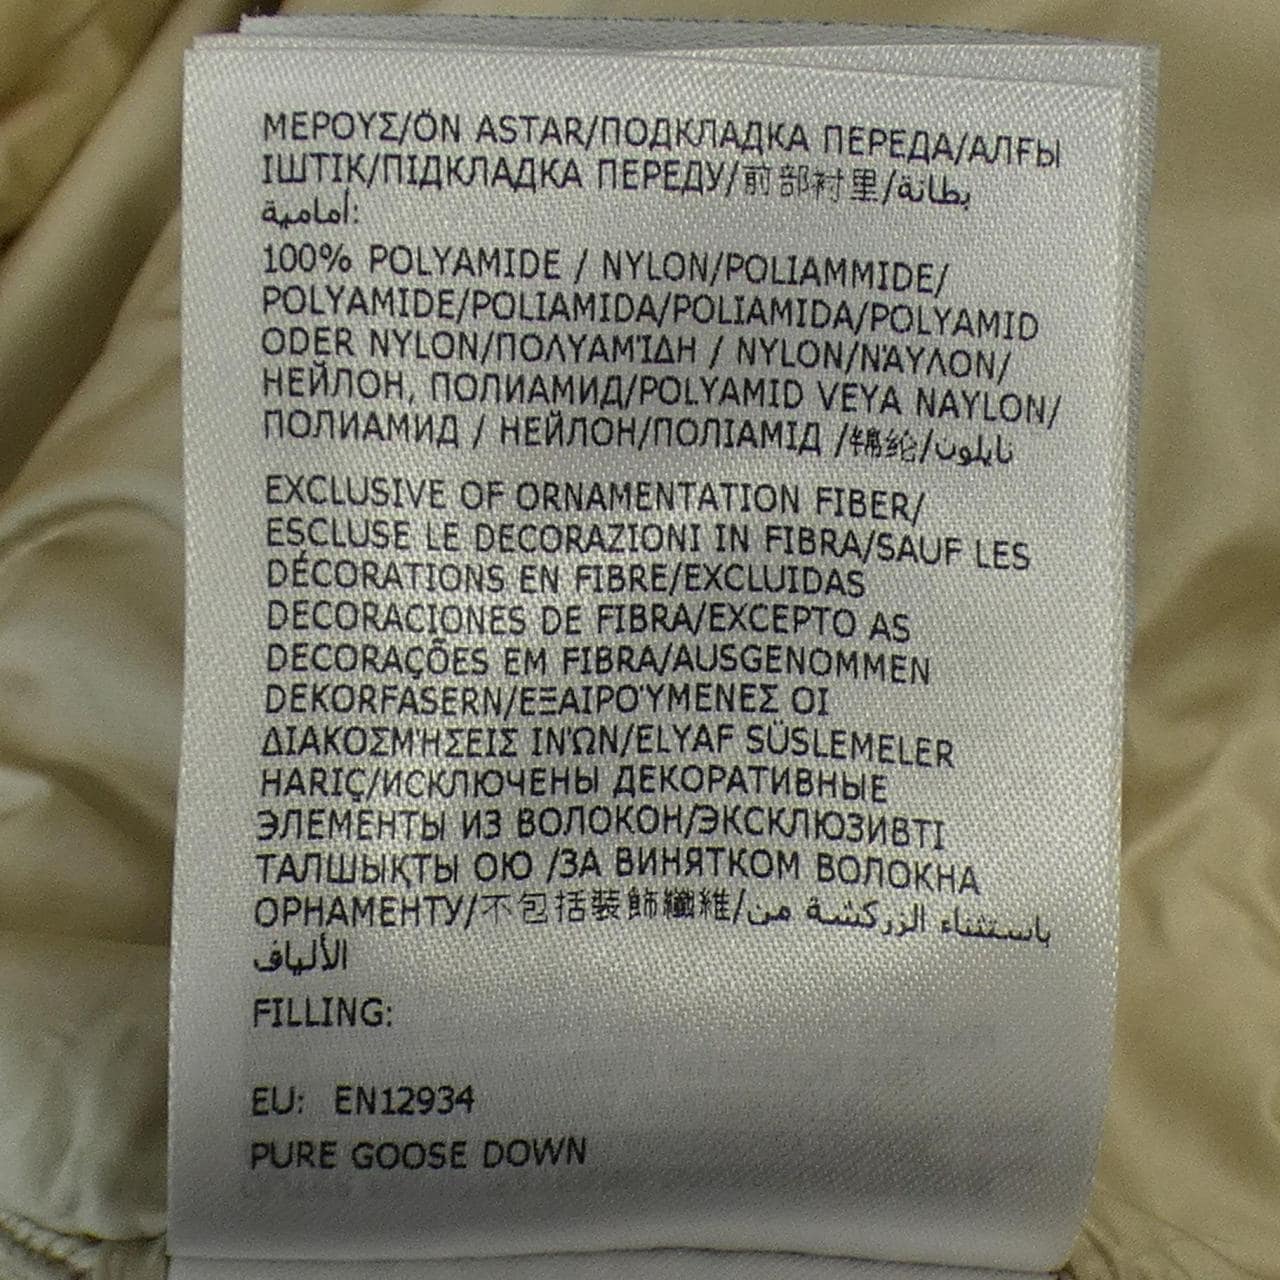 ΜΕΡΟΥΣ/ÖN ASTAR/ПОДКЛАДКА ПЕРЕДА/АЛҒЫ
ІШТІК/ПІДКЛАДКА ПЕРЕДУ/前部衬里/بطانة
أمامية:
100% POLYAMIDE / NYLON/POLIAMMIDE/
POLYAMIDE/POLIAMIDA/POLIAMIDA/POLYAMID
ODER NYLON/ΠΟΛΥΑΜΊΔΗ / NYLON/ΝΆΥΛΟΝ/
НЕЙЛОН, ПОЛИАМИД/POLYAMID VEYA NAYLON/
ПОЛИАМИД / НЕЙЛОН/ПОЛІАМІД /锦纶/نايلون
EXCLUSIVE OF ORNAMENTATION FIBER/
ESCLUSE LE DECORAZIONI IN FIBRA/SAUF LES
DÉCORATIONS EN FIBRE/EXCLUIDAS
DECORACIONES DE FIBRA/EXCEPTO AS
DECORAÇÕES EM FIBRA/AUSGENOMMEN
DEKORFASERN/ΕΞΑΙΡΟΎΜΕΝΕΣ ΟΙ
ΔΙΑΚΟΣΜΉΣΕΙΣ ΙΝΏΝ/ELYAF SÜSLEMELER
HARIÇ/ИСКЛЮЧЕНЫ ДЕКОРАТИВНЫЕ
ЭЛЕМЕНТЫ ИЗ ВОЛОКОН/ЭКСКЛЮЗИВТІ
ТАЛШЫҚТЫ ОЮ /ЗА ВИНЯТКОМ ВОЛОКНА
ОРНАМЕНТУ/不包括装飾纖維/باستثناء الزركشة من
الألياف
FILLING:
EU: EN12934
PURE GOOSE DOWN